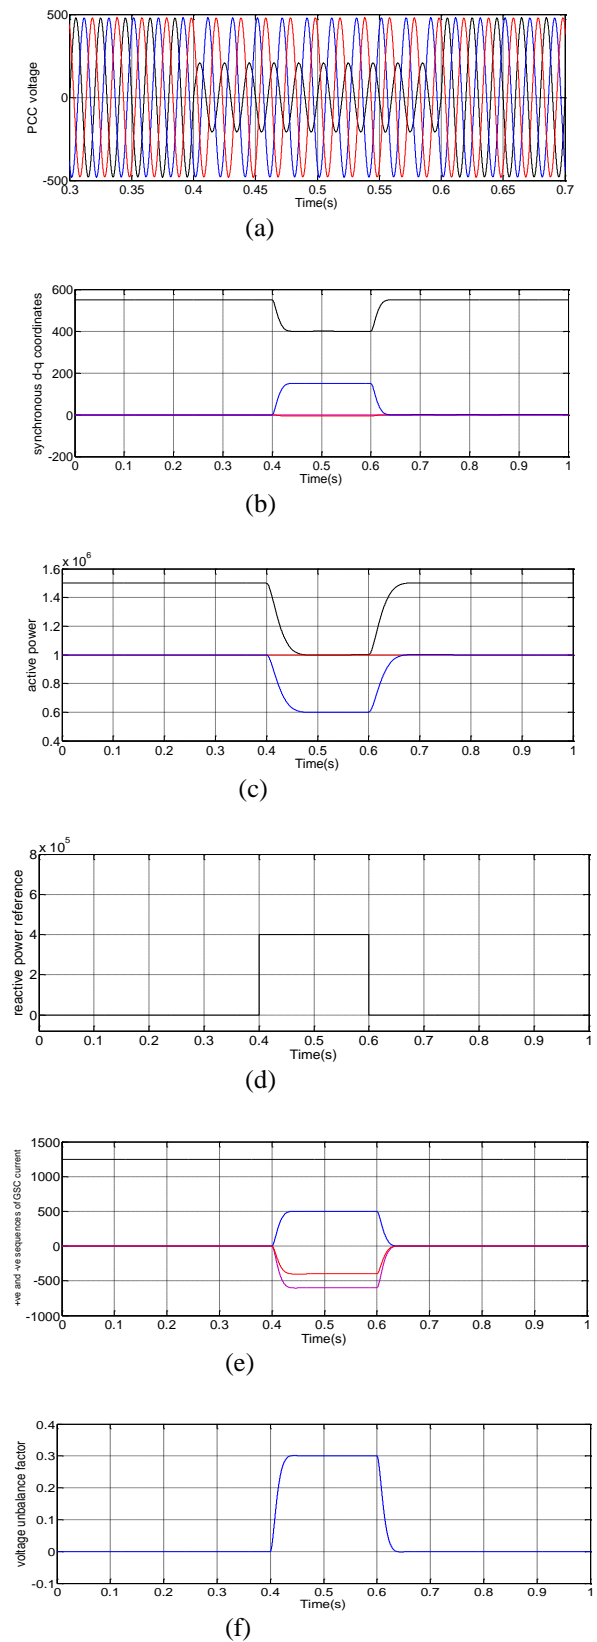 500
0
-500
PCC voltage
0.3 0.35 0.4 0.45 0.5 0.55 0.6 0.65 0.7
Time(s)
(a)
600
400
200
0
-200
synchronous d-q coordinates
0 0.1 0.2 0.3 0.4 0.5 0.6 0.7 0.8 0.9 1
Time(s)
(b)
x 10^6
1.6
1.4
1.2
1
0.8
0.6
0.4
active power
0 0.1 0.2 0.3 0.4 0.5 0.6 0.7 0.8 0.9 1
Time(s)
(c)
x 10^5
8
6
4
2
0
reactive power reference
0 0.1 0.2 0.3 0.4 0.5 0.6 0.7 0.8 0.9 1
Time(s)
(d)
1500
1000
500
0
-500
-1000
+ve and -ve sequences of GSC current
0 0.1 0.2 0.3 0.4 0.5 0.6 0.7 0.8 0.9 1
Time(s)
(e)
0.4
0.3
0.2
0.1
0
-0.1
voltage unbalance factor
0 0.1 0.2 0.3 0.4 0.5 0.6 0.7 0.8 0.9 1
Time(s)
(f)